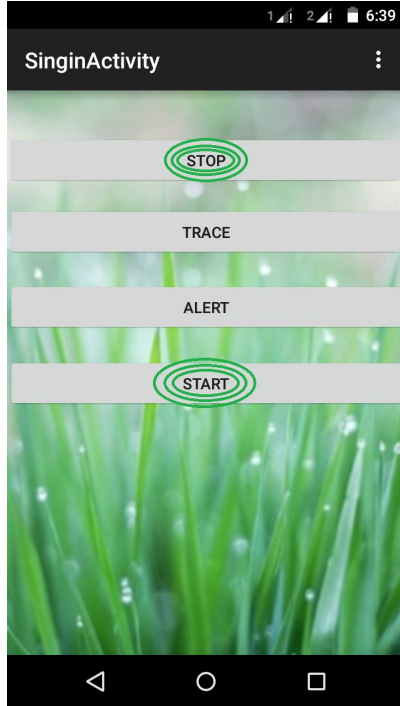 1 2 6:39
SinginActivity
STOP
TRACE
ALERT
START